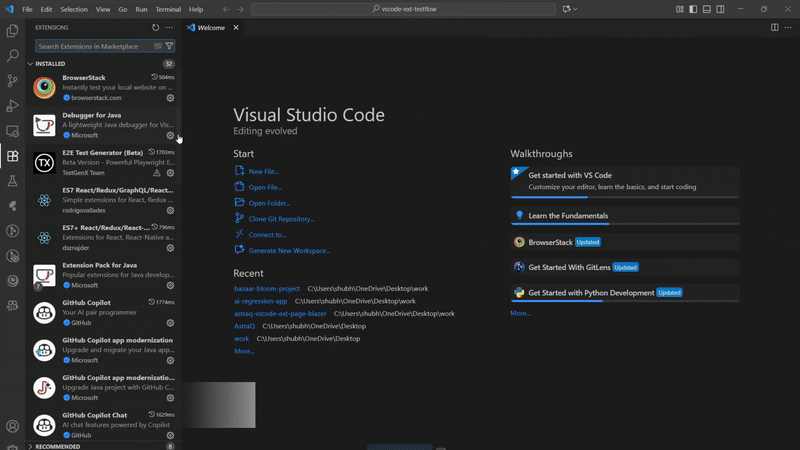 File Edit Selection View Go Run Terminal Help
vscode-ext-testflow
EXTENSIONS
Welcome
Search Extensions in Marketplace
INSTALLED 32
BrowserStack 504ms
Instantly test your local website on ...
browserstack.com
Debugger for Java
A lightweight Java debugger for Vis...
Microsoft
E2E Test Generator (Beta) 1703ms
Beta Version - Powerful Playwright E...
TestGenX Team
ES7 React/Redux/GraphQL/React...
Simple extensions for React, Redux ...
rodrigovallades
ES7+ React/Redux/React-... 796ms
Extensions for React, React-Native a...
dsznajder
Extension Pack for Java
Popular extensions for Java develop...
Microsoft
GitHub Copilot 1774ms
Your AI pair programmer
GitHub
GitHub Copilot app modernization
Upgrade and migrate your Java app...
Microsoft
GitHub Copilot app modernizatio...
Upgrade Java project with GitHub C...
Microsoft
GitHub Copilot Chat 1629ms
AI chat features powered by Copilot
GitHub
RECOMMENDED 8
Visual Studio Code
Editing evolved
Start
New File...
Open File...
Open Folder...
Clone Git Repository...
Connect to...
Generate New Workspace...
Recent
bazaar-bloom-project C:\Users\shubh\OneDrive\Desktop\work
ai-regression-app C:\Users\shubh\OneDrive\Desktop\work
astraq-vscode-ext-page-blazer C:\Users\shubh\OneDrive\Desktop\work
AstraQ C:\Users\shubh\OneDrive\Desktop
work C:\Users\shubh\OneDrive\Desktop
More...
Walkthroughs
Get started with VS Code
Customize your editor, learn the basics, and start coding
Learn the Fundamentals
BrowserStack Updated
Get Started With GitLens Updated
Get Started with Python Development Updated
More...